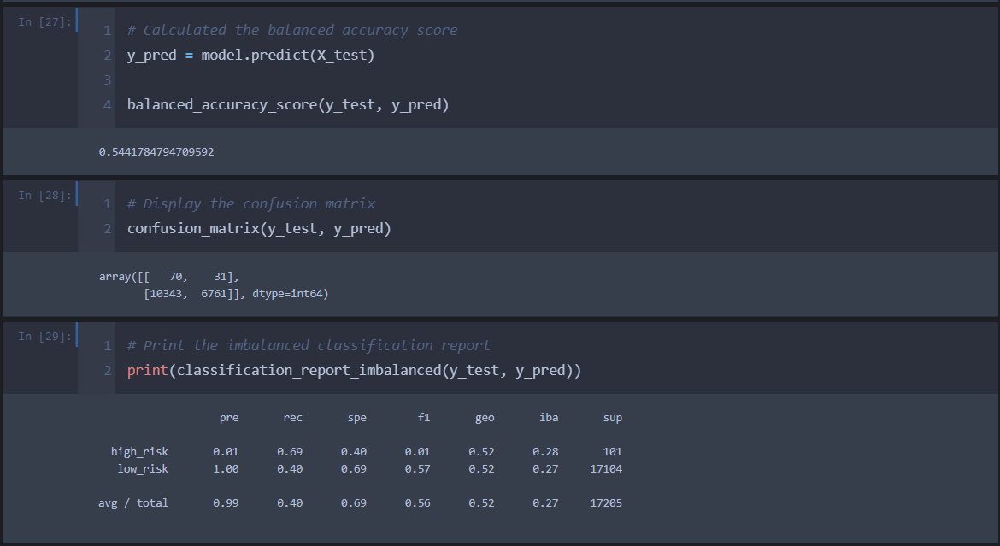 In [27]:
1 # Calculated the balanced accuracy score
2 y_pred = model.predict(X_test)
3
4 balanced_accuracy_score(y_test, y_pred)
0.5441784794709592
In [28]:
1 # Display the confusion matrix
2 confusion_matrix(y_test, y_pred)
array([[   70,    31],
       [10343,  6761]], dtype=int64)
In [29]:
1 # Print the imbalanced classification report
2 print(classification_report_imbalanced(y_test, y_pred))
pre rec spe f1 geo iba sup
high_risk 0.01 0.69 0.40 0.01 0.52 0.28 101
low_risk 1.00 0.40 0.69 0.57 0.52 0.27 17104
avg / total 0.99 0.40 0.69 0.56 0.52 0.27 17205